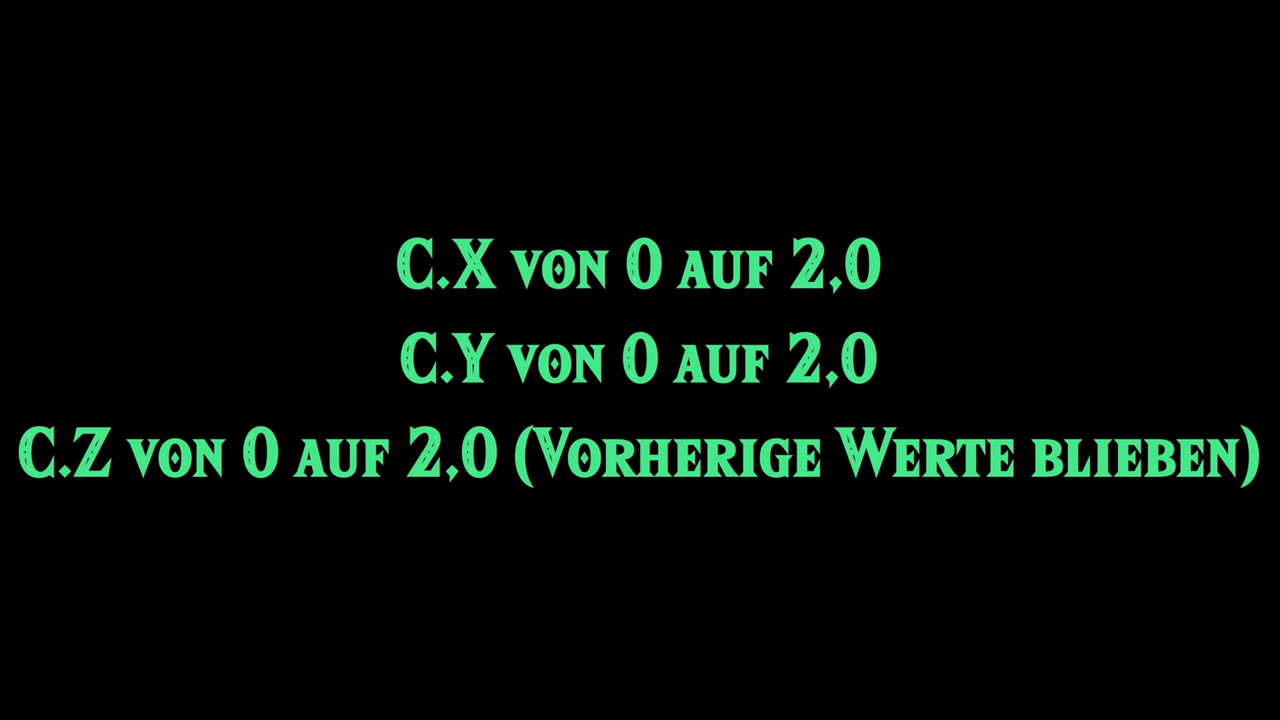 C.X von 0 auf 2,0
C.Y von 0 auf 2,0
C.Z von 0 auf 2,0 (Vorherige Werte blieben)